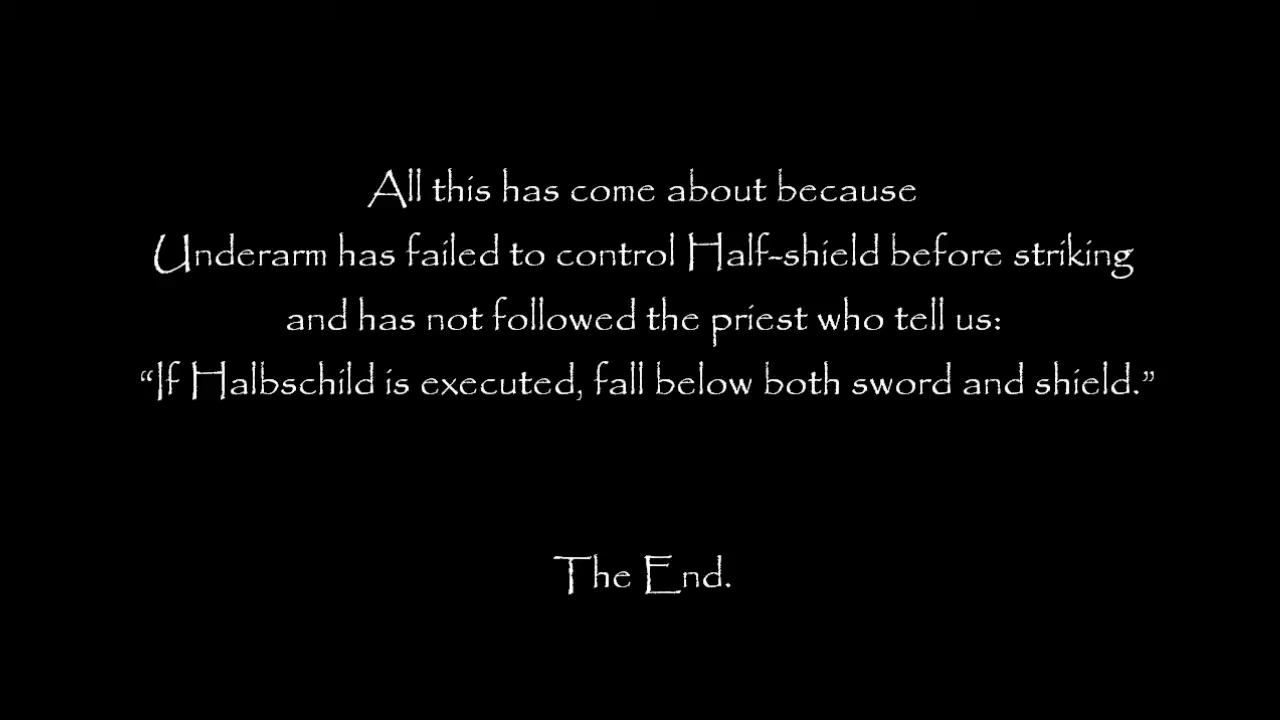 All this has come about because
Underarm has failed to control Half-shield before striking
and has not followed the priest who tell us:
“If Halbschild is executed, fall below both sword and shield.”
The End.